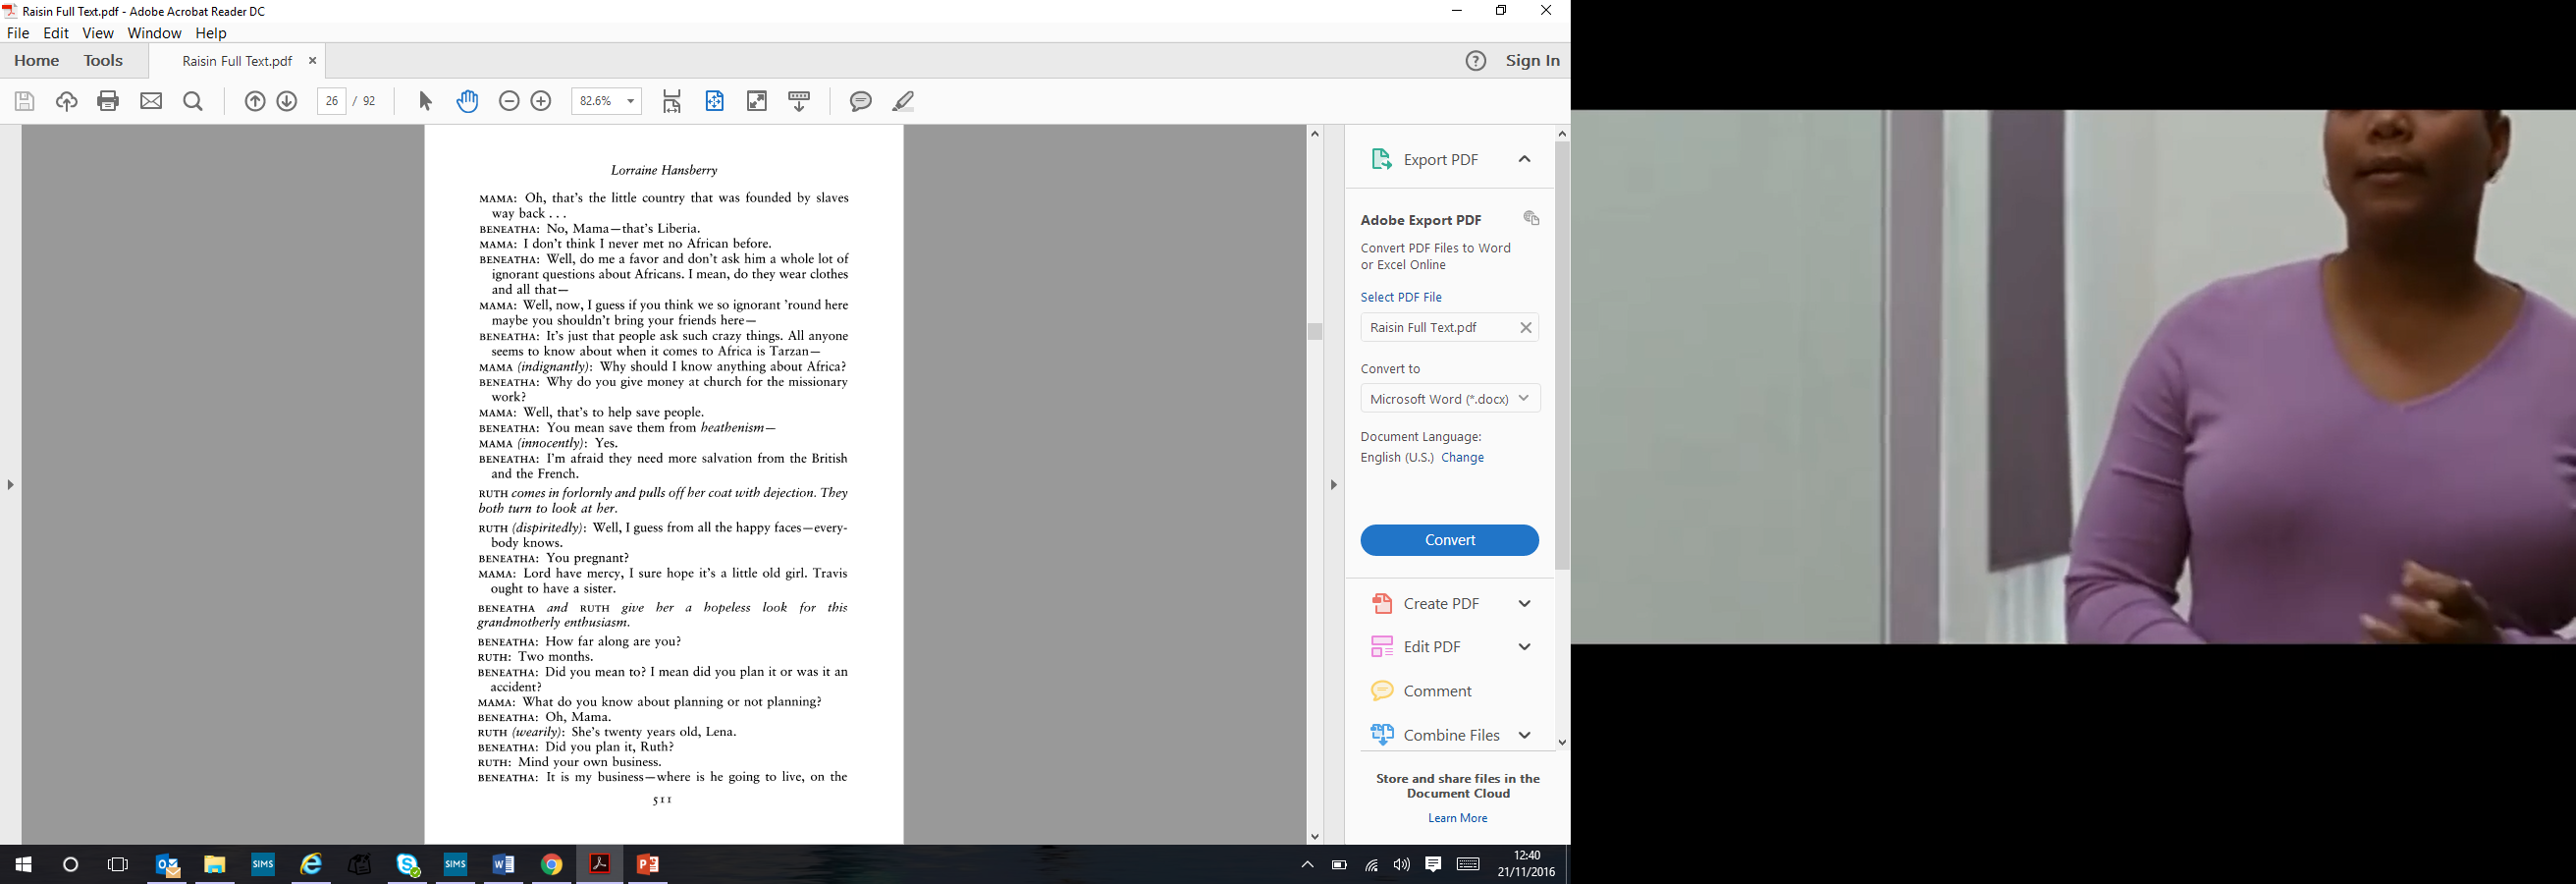 Raisin Full Text.pdf - Adobe Acrobat Reader DC
File Edit View Window Help
Home Tools Raisin Full Text.pdf × ? Sign In
26 / 92 82.6%
Lorraine Hansberry
MAMA: Oh, that's the little country that was founded by slaves
way back . . .
BENEATHA: No, Mama—that's Liberia.
MAMA: I don't think I never met no African before.
BENEATHA: Well, do me a favor and don't ask him a whole lot of
ignorant questions about Africans. I mean, do they wear clothes
and all that—
MAMA: Well, now, I guess if you think we so ignorant 'round here
maybe you shouldn't bring your friends here—
BENEATHA: It's just that people ask such crazy things. All anyone
seems to know about when it comes to Africa is Tarzan—
MAMA (indignantly): Why should I know anything about Africa?
BENEATHA: Why do you give money at church for the missionary
work?
MAMA: Well, that's to help save people.
BENEATHA: You mean save them from heathenism—
MAMA (innocently): Yes.
BENEATHA: I'm afraid they need more salvation from the British
and the French.
RUTH comes in forlornly and pulls off her coat with dejection. They
both turn to look at her.
RUTH (dispiritedly): Well, I guess from all the happy faces—every-
body knows.
BENEATHA: You pregnant?
MAMA: Lord have mercy, I sure hope it's a little old girl. Travis
ought to have a sister.
BENEATHA and RUTH give her a hopeless look for this
grandmotherly enthusiasm.
BENEATHA: How far along are you?
RUTH: Two months.
BENEATHA: Did you mean to? I mean did you plan it or was it an
accident?
MAMA: What do you know about planning or not planning?
BENEATHA: Oh, Mama.
RUTH (wearily): She's twenty years old, Lena.
BENEATHA: Did you plan it, Ruth?
RUTH: Mind your own business.
BENEATHA: It is my business—where is he going to live, on the
511
Export PDF
Adobe Export PDF
Convert PDF Files to Word
or Excel Online
Select PDF File
Raisin Full Text.pdf
Convert to
Microsoft Word (*.docx)
Document Language:
English (U.S.) Change
Convert
Create PDF
Edit PDF
Comment
Combine Files
Store and share files in the
Document Cloud
Learn More
SIMS
SIMS
12:40
21/11/2016